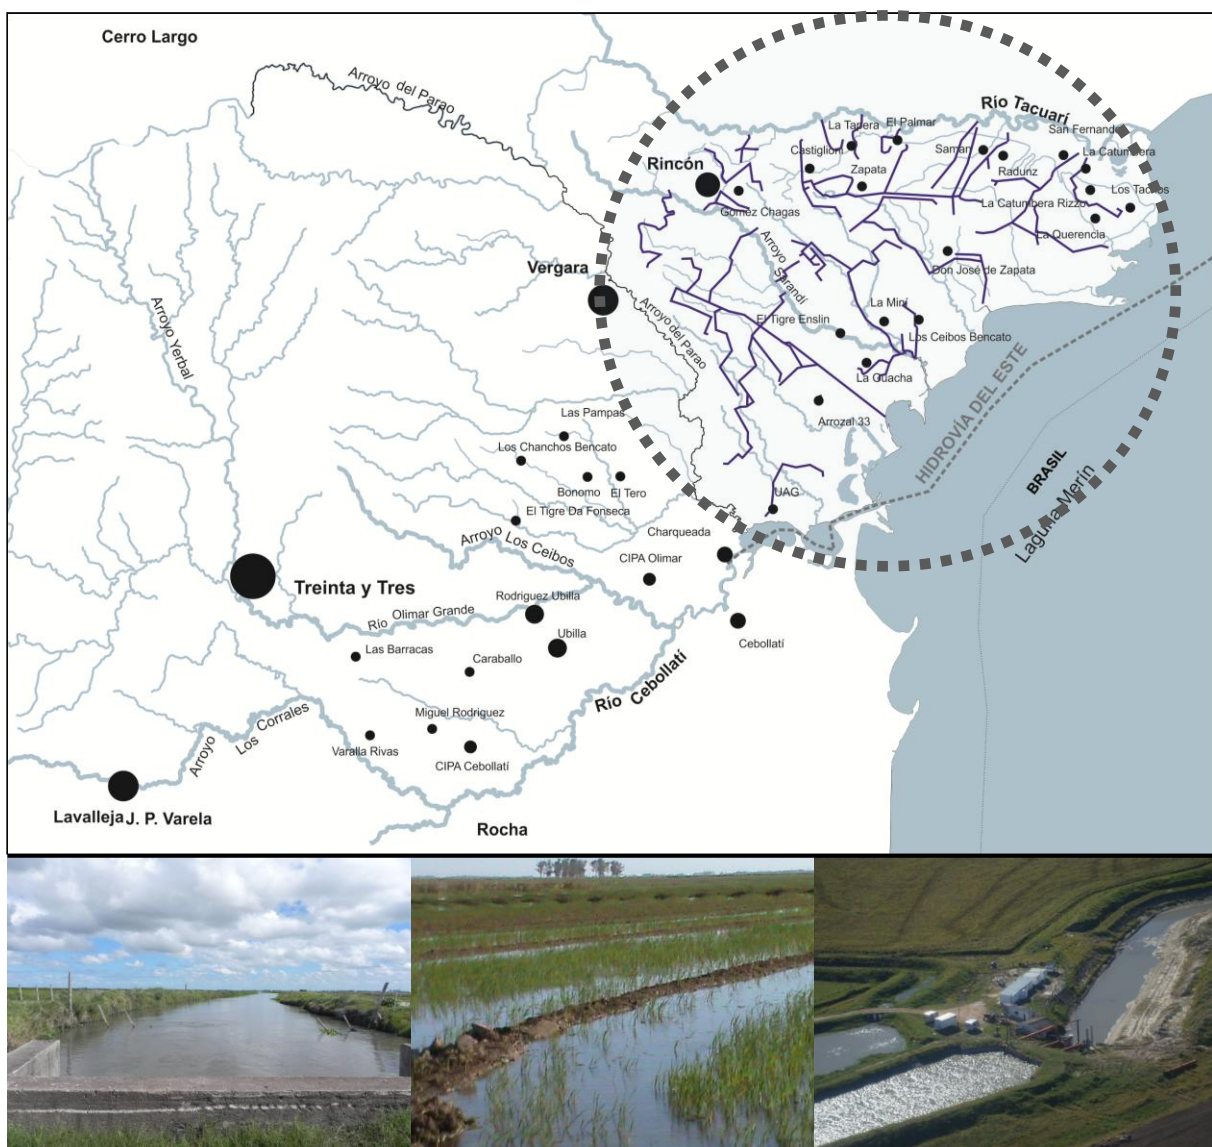 Cerro Largo
Arroyo del Parao
Río Tacuarí
La Tapera
El Palmar
San Fernando
Castiglioni
Saman
La Catumbera
Rincón
Zapata
Radunz
Gomez Chagas
La Catumbera Rizzo
Los Tacros
La Querencia
Arroyo Sarandí
Vergara
Don José de Zapata
Arroyo Yerbal
Arroyo del Parao
La Miní
El Tigre Enslin
Los Ceibos Bencato
La Guacha
Arrozal 33
HIDROVÍA DEL ESTE
Las Pampas
Los Chanchos Bencato
BRASIL
Laguna Merín
Bonomo
El Tero
UAG
El Tigre Da Fonseca
Charqueada
Arroyo Los Ceibos
CIPA Olimar
Treinta y Tres
Rodriguez Ubilla
Río Olimar Grande
Ubilla
Cebollatí
Las Barracas
Caraballo
Río Cebollatí
Arroyo Los Corrales
Miguel Rodriguez
Varalla Rivas
CIPA Cebollatí
Lavalleja J. P. Varela
Rocha